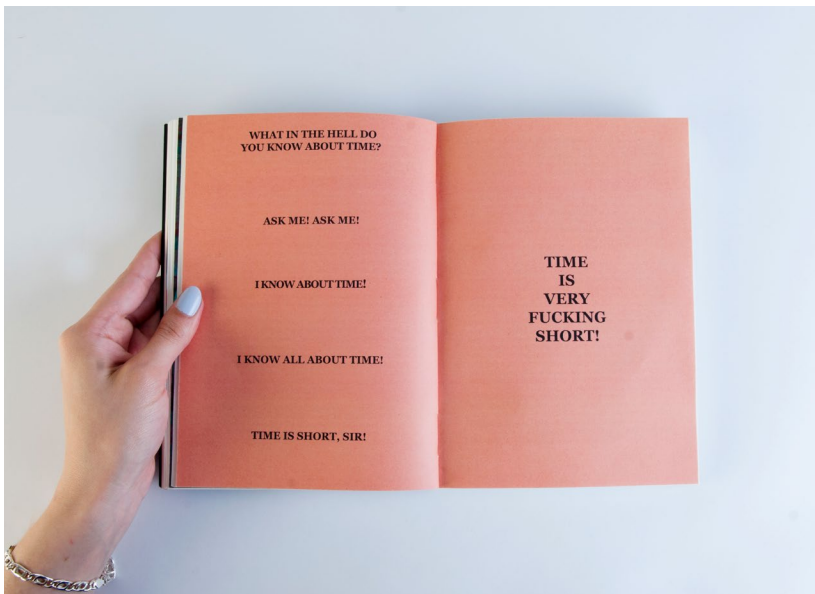 WHAT IN THE HELL DO
YOU KNOW ABOUT TIME?
ASK ME! ASK ME!
I KNOW ABOUT TIME!
I KNOW ALL ABOUT TIME!
TIME IS SHORT, SIR!
TIME
IS
VERY
FUCKING
SHORT!